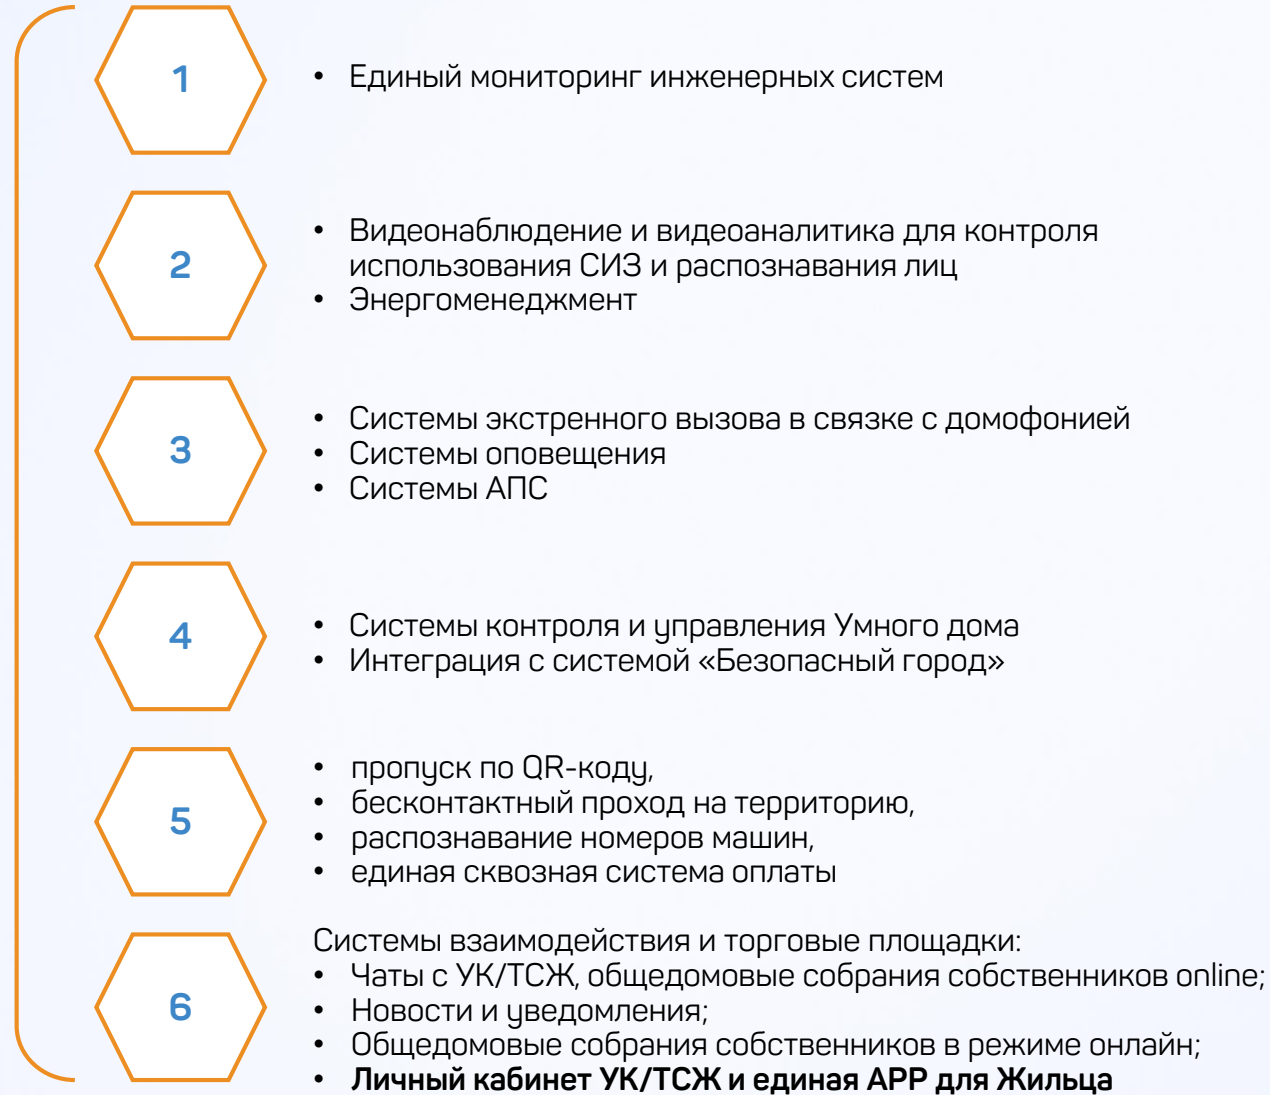 1
• Единый мониторинг инженерных систем
2
• Видеонаблюдение и видеоаналитика для контроля
использования СИЗ и распознавания лиц
• Энергоменеджмент
3
• Системы экстренного вызова в связке с домофонией
• Системы оповещения
• Системы АПС
4
• Системы контроля и управления Умного дома
• Интеграция с системой «Безопасный город»
5
• пропуск по QR-коду,
• бесконтактный проход на территорию,
• распознавание номеров машин,
• единая сквозная система оплаты
6
Системы взаимодействия и торговые площадки:
• Чаты с УК/ТСЖ, общедомовые собрания собственников online;
• Новости и уведомления;
• Общедомовые собрания собственников в режиме онлайн;
• Личный кабинет УК/ТСЖ и единая APP для Жильца